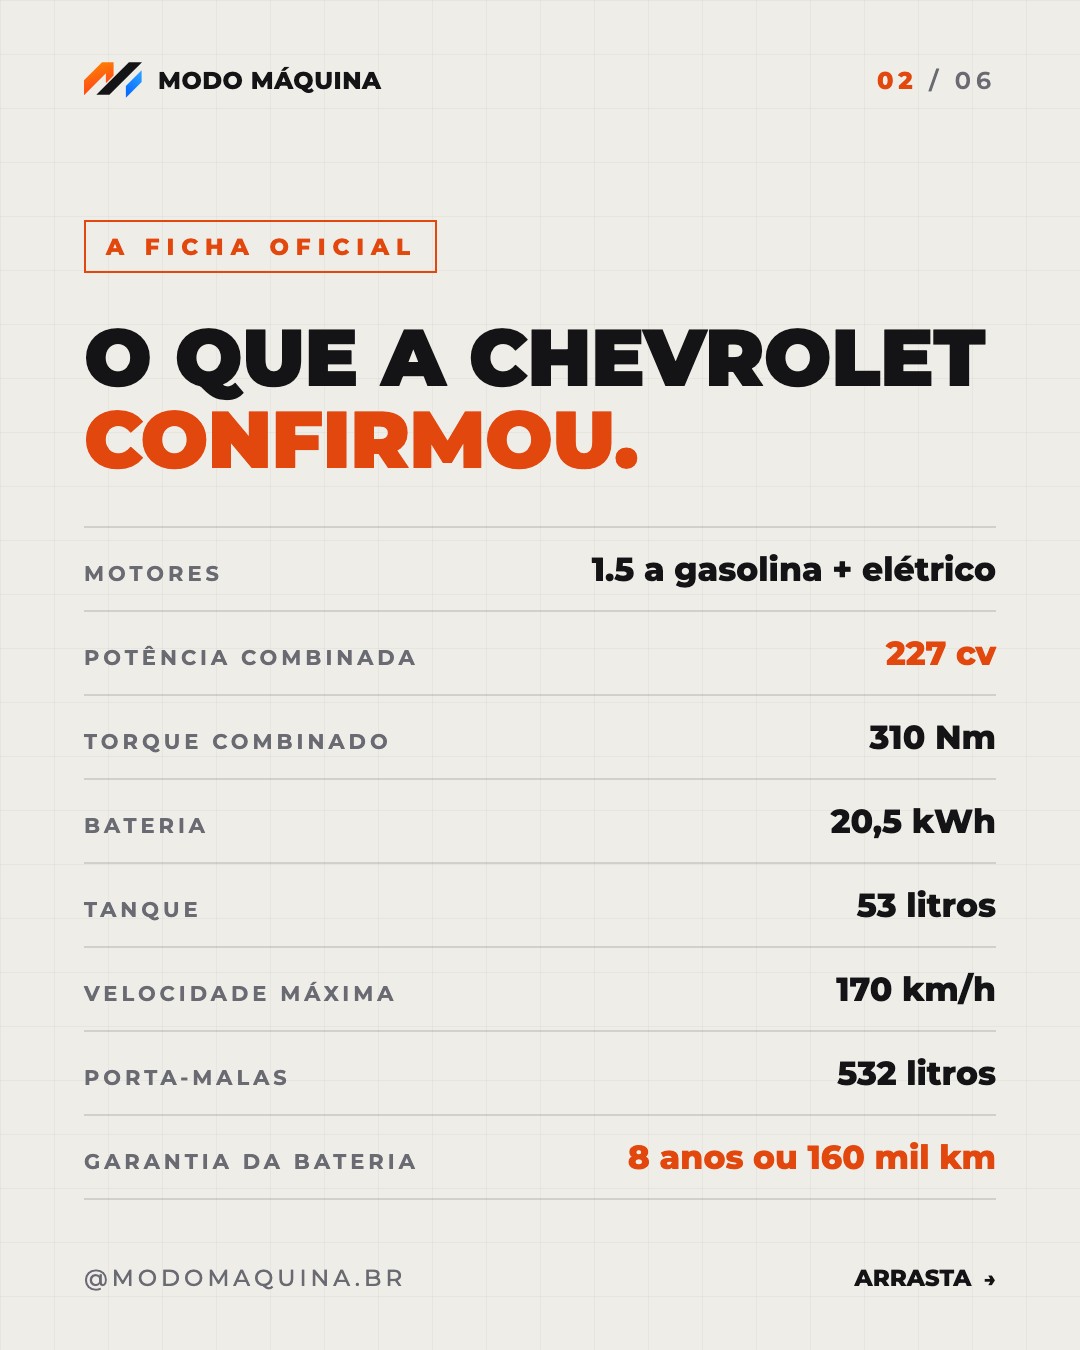 MODO MÁQUINA
02 / 06
A FICHA OFICIAL
O QUE A CHEVROLET
CONFIRMOU.
MOTORES 1.5 a gasolina + elétrico
POTÊNCIA COMBINADA 227 cv
TORQUE COMBINADO 310 Nm
BATERIA 20,5 kWh
TANQUE 53 litros
VELOCIDADE MÁXIMA 170 km/h
PORTA-MALAS 532 litros
GARANTIA DA BATERIA 8 anos ou 160 mil km
@MODOMAQUINA.BR
ARRASTA →